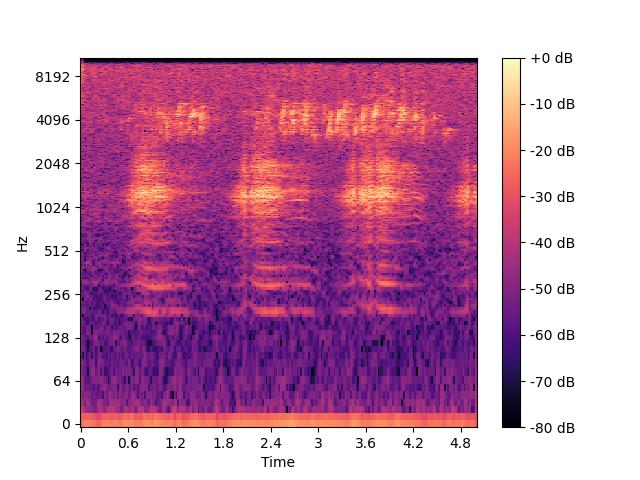 +0 dB
8192
-10 dB
4096
-20 dB
2048
-30 dB
1024
-40 dB
Hz
512
-50 dB
256
-60 dB
128
64
-70 dB
0
-80 dB
0 0.6 1.2 1.8 2.4 3 3.6 4.2 4.8
Time